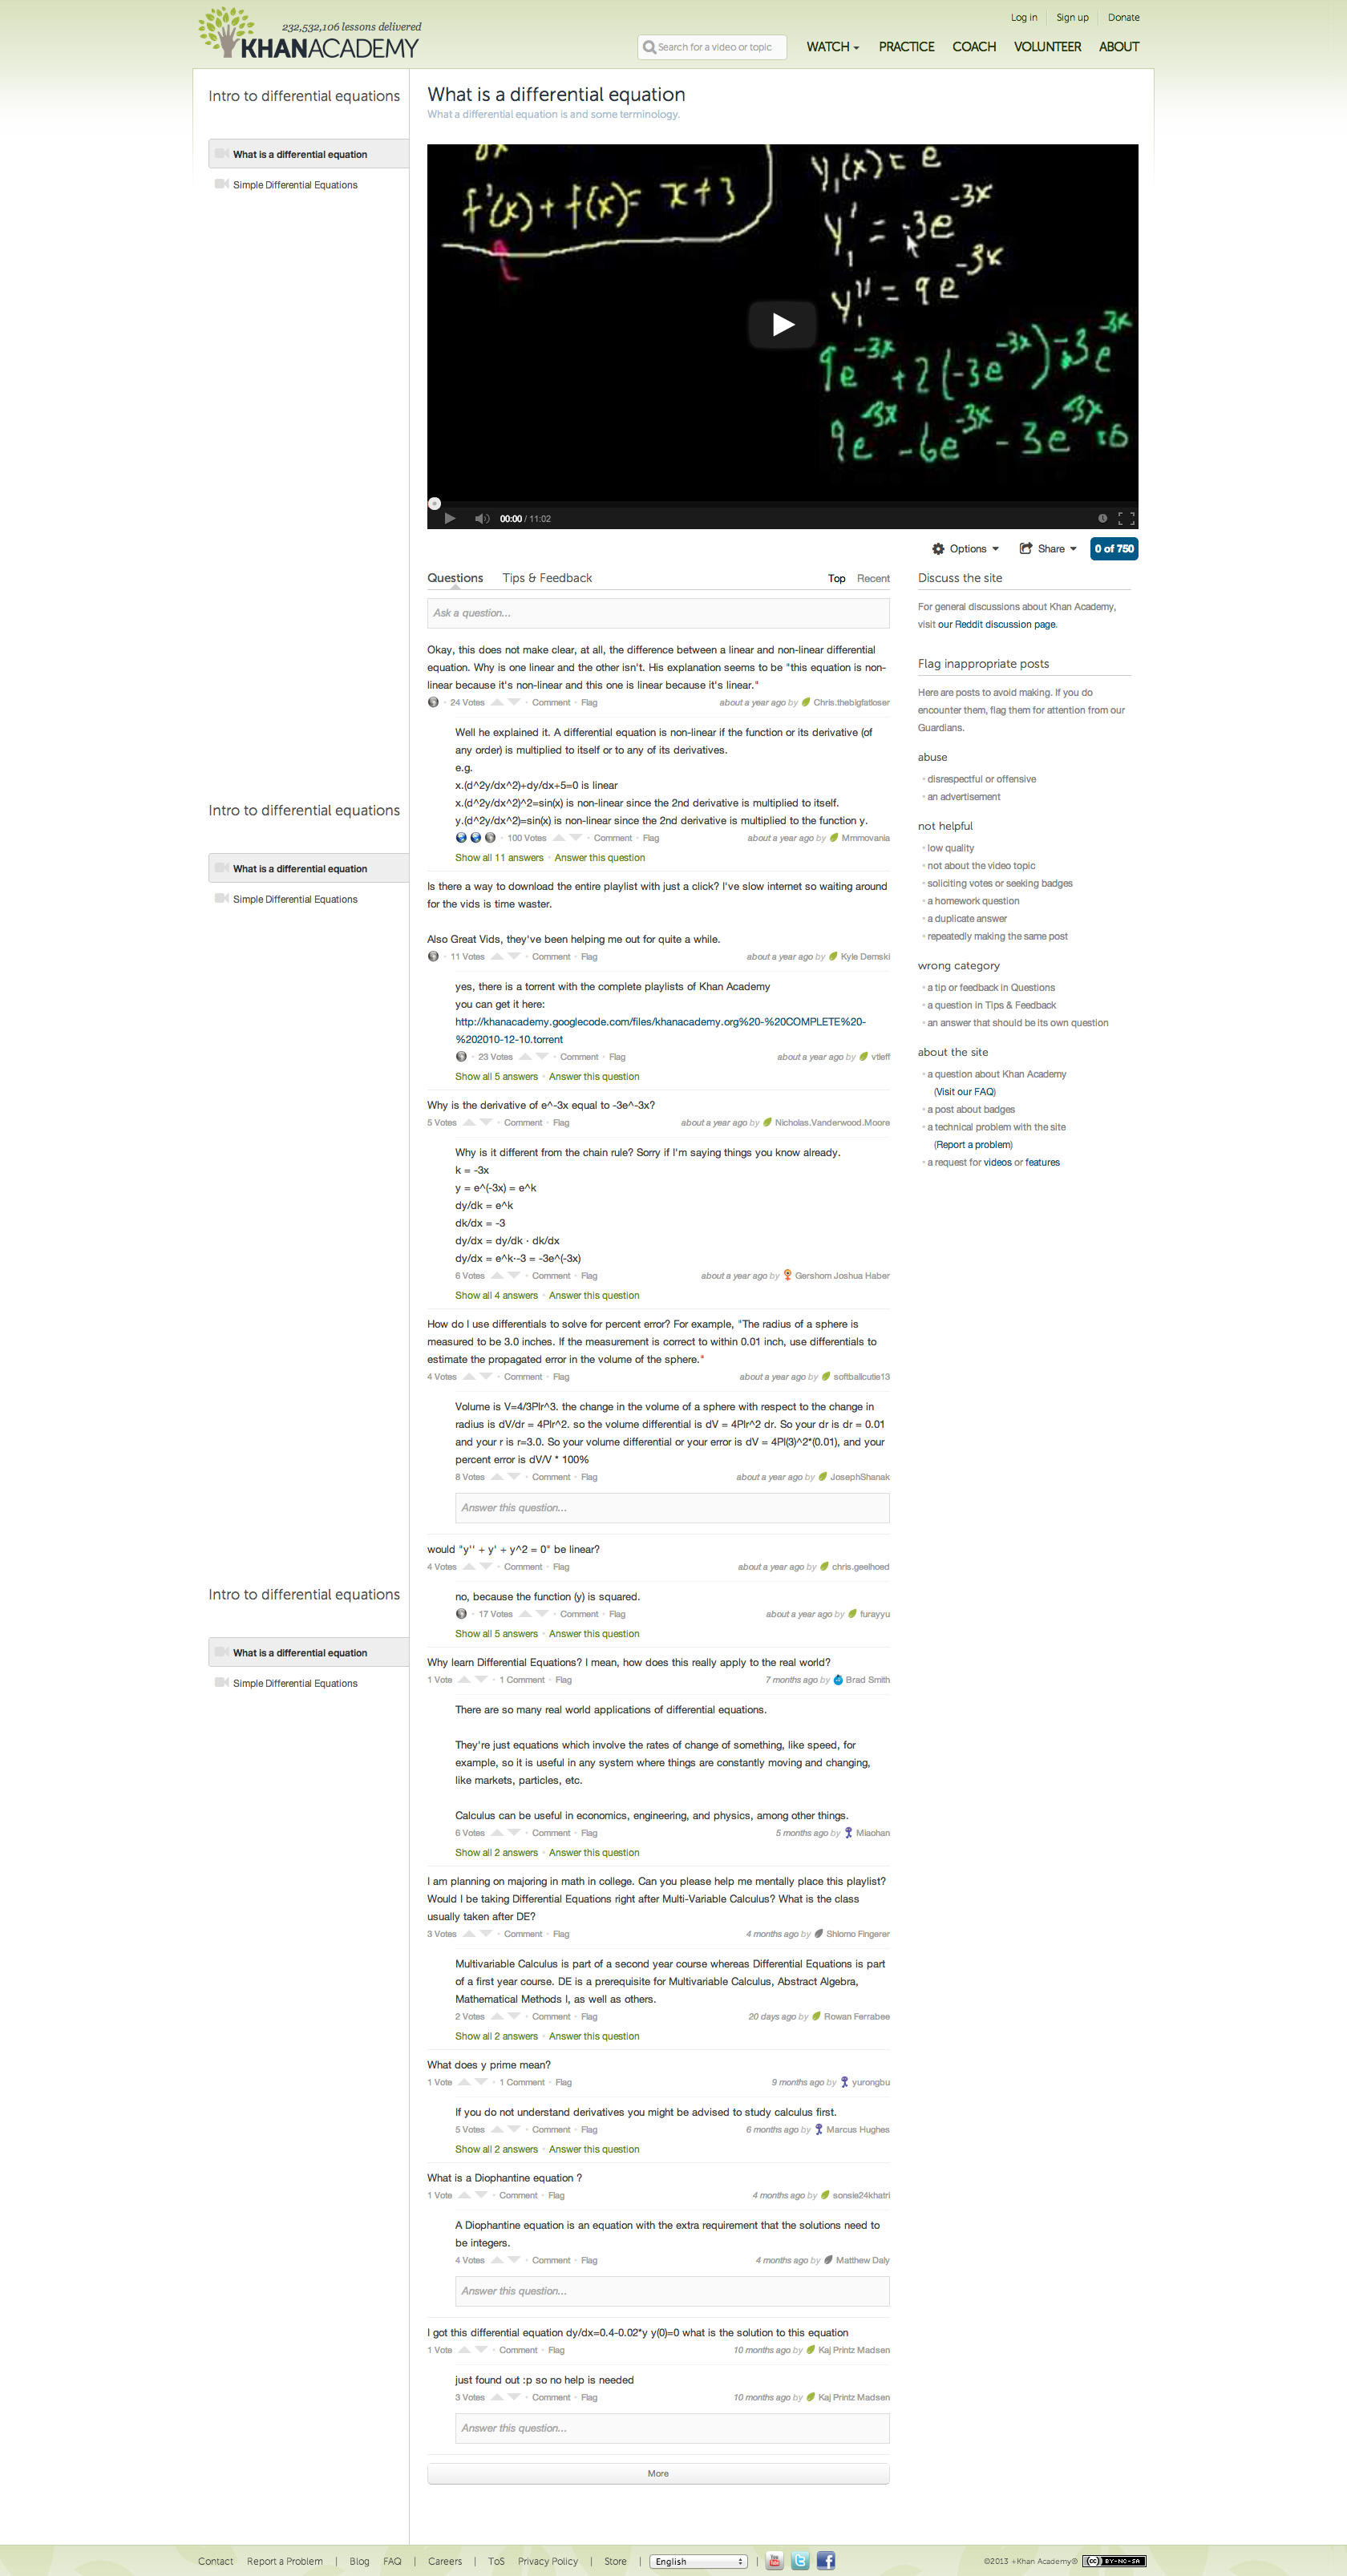 232,532,106 lessons delivered
KHANACADEMY
Log in
Sign up
Donate
Search for a video or topic
WATCH
PRACTICE
COACH
VOLUNTEER
ABOUT
Intro to differential equations
What is a differential equation
Simple Differential Equations
What is a differential equation
What a differential equation is and some terminology.
f'(x) + f(x) = x + 3
y₁(x) = e
y₁' = -3e^-3x
y₁'' = 9e^-3x
9e^-3x + 2(-3e^-3x) - 3e^-3x
9e^-3x - 6e^-3x - 3e^-3x = 0
00:00 / 11:02
Options
Share
0 of 750
Questions
Tips & Feedback
Top
Recent
Ask a question...
Okay, this does not make clear, at all, the difference between a linear and non-linear differential
equation. Why is one linear and the other isn't. His explanation seems to be "this equation is non-
linear because it's non-linear and this one is linear because it's linear."
24 Votes • Comment • Flag about a year ago by Chris.thebigfatloser
Well he explained it. A differential equation is non-linear if the function or its derivative (of
any order) is multiplied to itself or to any of its derivatives.
e.g.
x.(d^2y/dx^2)+dy/dx+5=0 is linear
x.(d^2y/dx^2)^2=sin(x) is non-linear since the 2nd derivative is multiplied to itself.
y.(d^2y/dx^2)=sin(x) is non-linear since the 2nd derivative is multiplied to the function y.
100 Votes • Comment • Flag about a year ago by Mmmovania
Show all 11 answers • Answer this question
Is there a way to download the entire playlist with just a click? I've slow internet so waiting around
for the vids is time waster.
Also Great Vids, they've been helping me out for quite a while.
11 Votes • Comment • Flag about a year ago by Kyle Demski
yes, there is a torrent with the complete playlists of Khan Academy
you can get it here:
http://khanacademy.googlecode.com/files/khanacademy.org%20-%20COMPLETE%20-
%202010-12-10.torrent
23 Votes • Comment • Flag about a year ago by vtleff
Show all 5 answers • Answer this question
Why is the derivative of e^-3x equal to -3e^-3x?
5 Votes • Comment • Flag about a year ago by Nicholas.Vanderwood.Moore
Why is it different from the chain rule? Sorry if I'm saying things you know already.
k = -3x
y = e^(-3x) = e^k
dy/dk = e^k
dk/dx = -3
dy/dx = dy/dk · dk/dx
dy/dx = e^k·-3 = -3e^(-3x)
6 Votes • Comment • Flag about a year ago by Gershom Joshua Haber
Show all 4 answers • Answer this question
How do I use differentials to solve for percent error? For example, "The radius of a sphere is
measured to be 3.0 inches. If the measurement is correct to within 0.01 inch, use differentials to
estimate the propagated error in the volume of the sphere."
4 Votes • Comment • Flag about a year ago by softballcutie13
Volume is V=4/3PIr^3. the change in the volume of a sphere with respect to the change in
radius is dV/dr = 4PIr^2. so the volume differential is dV = 4PIr^2 dr. So your dr is dr = 0.01
and your r is r=3.0. So your volume differential or your error is dV = 4PI(3)^2*(0.01), and your
percent error is dV/V * 100%
8 Votes • Comment • Flag about a year ago by JosephShanak
Answer this question...
would "y'' + y' + y^2 = 0" be linear?
4 Votes • Comment • Flag about a year ago by chris.geelhoed
no, because the function (y) is squared.
17 Votes • Comment • Flag about a year ago by furayyu
Show all 5 answers • Answer this question
Why learn Differential Equations? I mean, how does this really apply to the real world?
1 Vote • 1 Comment • Flag 7 months ago by Brad Smith
There are so many real world applications of differential equations.
They're just equations which involve the rates of change of something, like speed, for
example, so it is useful in any system where things are constantly moving and changing,
like markets, particles, etc.
Calculus can be useful in economics, engineering, and physics, among other things.
6 Votes • Comment • Flag 5 months ago by Miaohan
Show all 2 answers • Answer this question
I am planning on majoring in math in college. Can you please help me mentally place this playlist?
Would I be taking Differential Equations right after Multi-Variable Calculus? What is the class
usually taken after DE?
3 Votes • Comment • Flag 4 months ago by Shlomo Fingerer
Multivariable Calculus is part of a second year course whereas Differential Equations is part
of a first year course. DE is a prerequisite for Multivariable Calculus, Abstract Algebra,
Mathematical Methods I, as well as others.
2 Votes • Comment • Flag 20 days ago by Rowan Ferrabee
Show all 2 answers • Answer this question
What does y prime mean?
1 Vote • 1 Comment • Flag 9 months ago by yurongbu
If you do not understand derivatives you might be advised to study calculus first.
5 Votes • Comment • Flag 6 months ago by Marcus Hughes
Show all 2 answers • Answer this question
What is a Diophantine equation ?
1 Vote • Comment • Flag 4 months ago by sonsie24khatri
A Diophantine equation is an equation with the extra requirement that the solutions need to
be integers.
4 Votes • Comment • Flag 4 months ago by Matthew Daly
Answer this question...
I got this differential equation dy/dx=0.4-0.02*y y(0)=0 what is the solution to this equation
1 Vote • Comment • Flag 10 months ago by Kaj Printz Madsen
just found out :p so no help is needed
3 Votes • Comment • Flag 10 months ago by Kaj Printz Madsen
Answer this question...
More
Discuss the site
For general discussions about Khan Academy,
visit our Reddit discussion page.
Flag inappropriate posts
Here are posts to avoid making. If you do
encounter them, flag them for attention from our
Guardians.
abuse
• disrespectful or offensive
• an advertisement
not helpful
• low quality
• not about the video topic
• soliciting votes or seeking badges
• a homework question
• a duplicate answer
• repeatedly making the same post
wrong category
• a tip or feedback in Questions
• a question in Tips & Feedback
• an answer that should be its own question
about the site
• a question about Khan Academy
(Visit our FAQ)
• a post about badges
• a technical problem with the site
(Report a problem)
• a request for videos or features
Intro to differential equations
What is a differential equation
Simple Differential Equations
Intro to differential equations
What is a differential equation
Simple Differential Equations
Contact Report a Problem | Blog FAQ | Careers | ToS Privacy Policy | Store | English |
©2013 +Khan Academy® cc BY-NC-SA